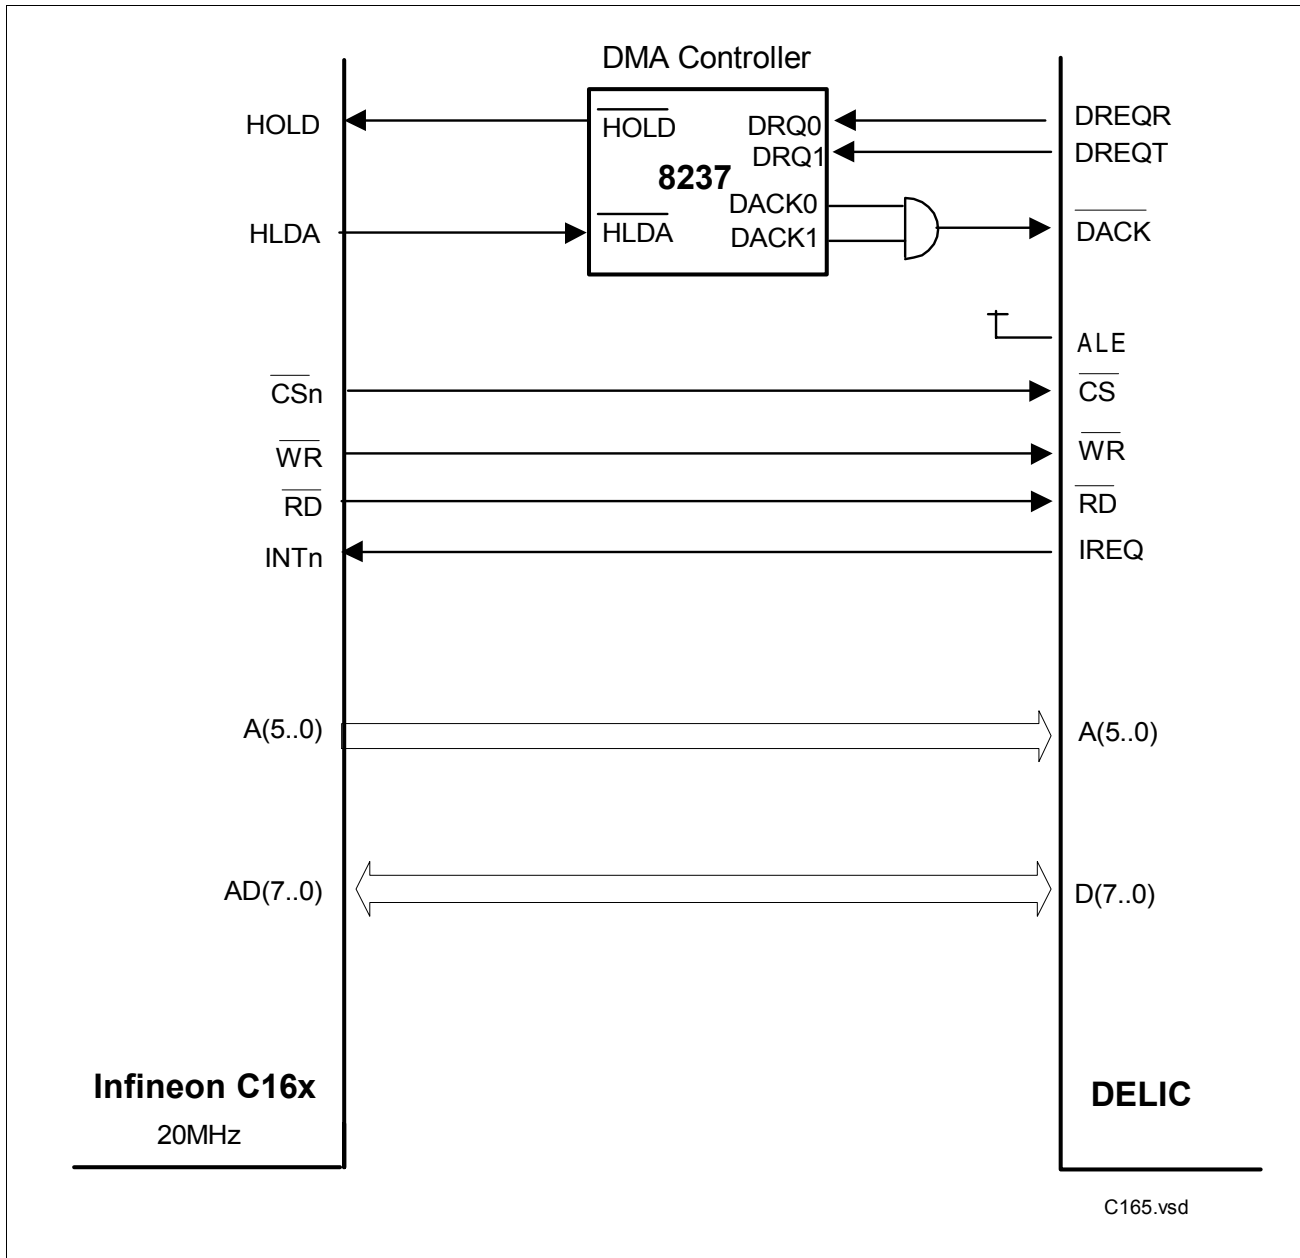 DMA Controller
HOLD
HOLD
DRQ0
DREQR
DRQ1
DREQT
8237
DACK0
HLDA
HLDA
DACK1
DACK
ALE
CSn
CS
WR
WR
RD
RD
INTn
IREQ
A(5..0)
A(5..0)
AD(7..0)
D(7..0)
Infineon C16x
DELIC
20MHz
C165.vsd